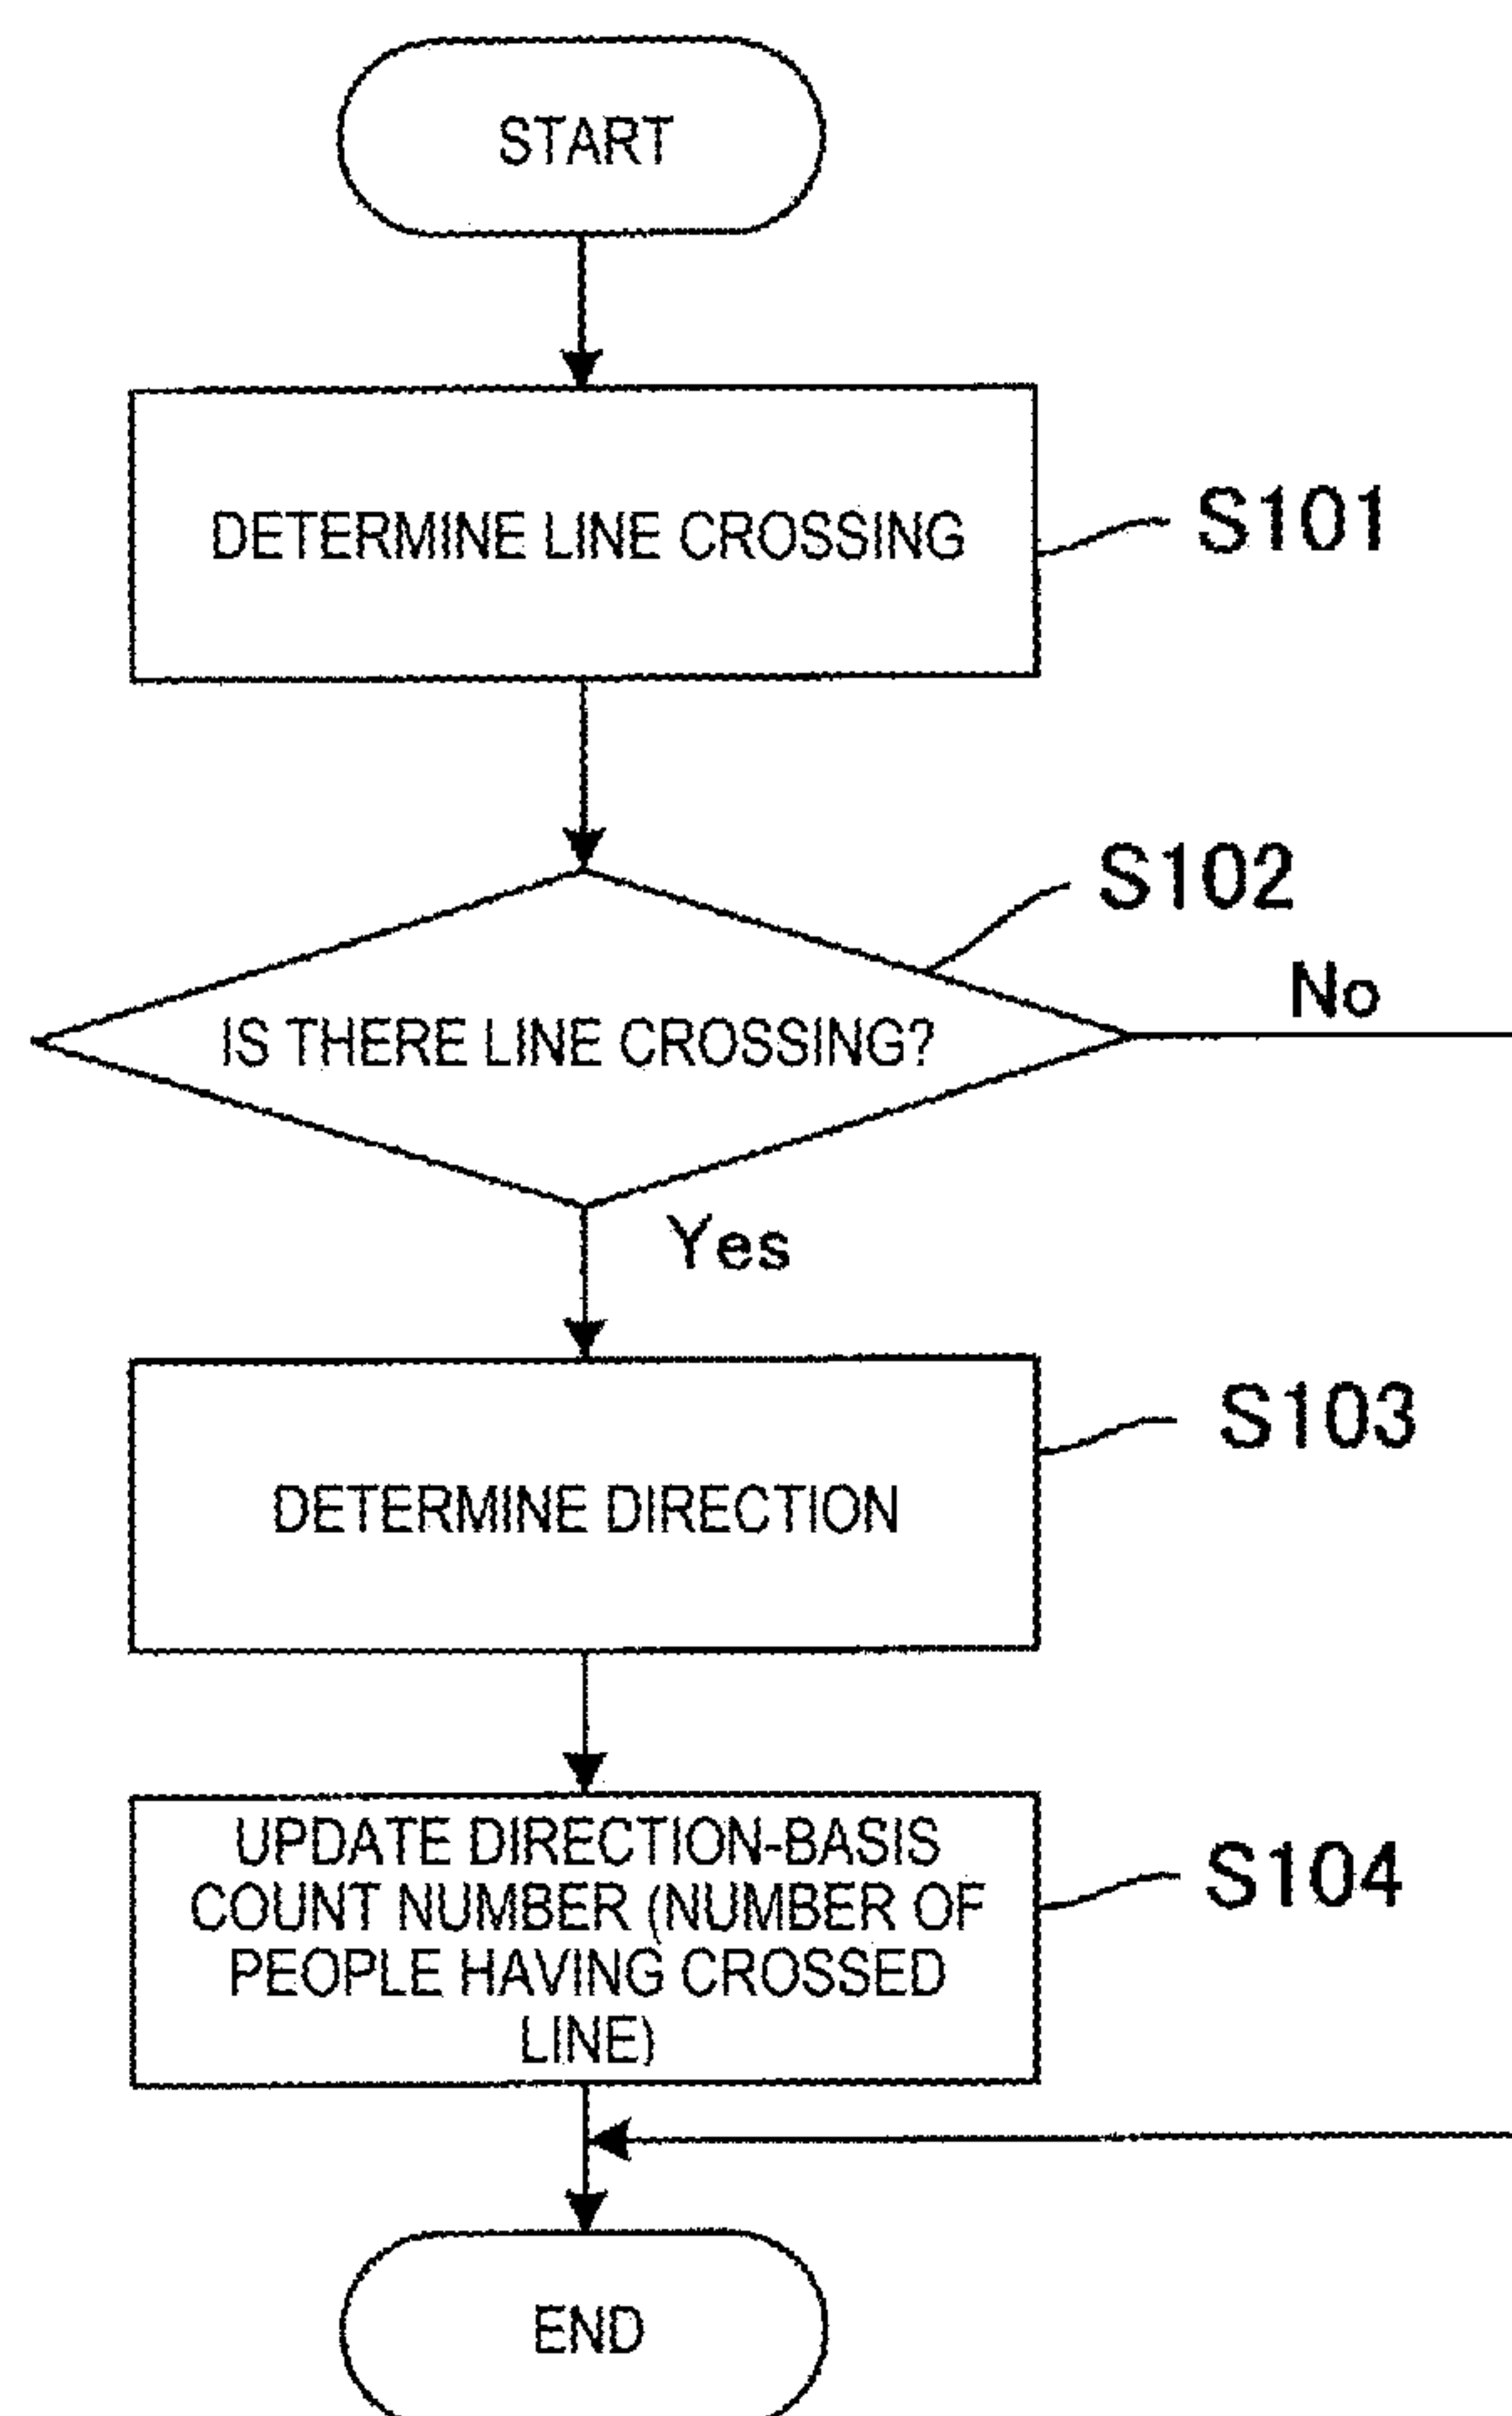 START
DETERMINE LINE CROSSING
S101
S102
No
IS THERE LINE CROSSING?
Yes
S103
DETERMINE DIRECTION
UPDATE DIRECTION-BASIS
COUNT NUMBER (NUMBER OF
PEOPLE HAVING CROSSED
LINE)
S104
END